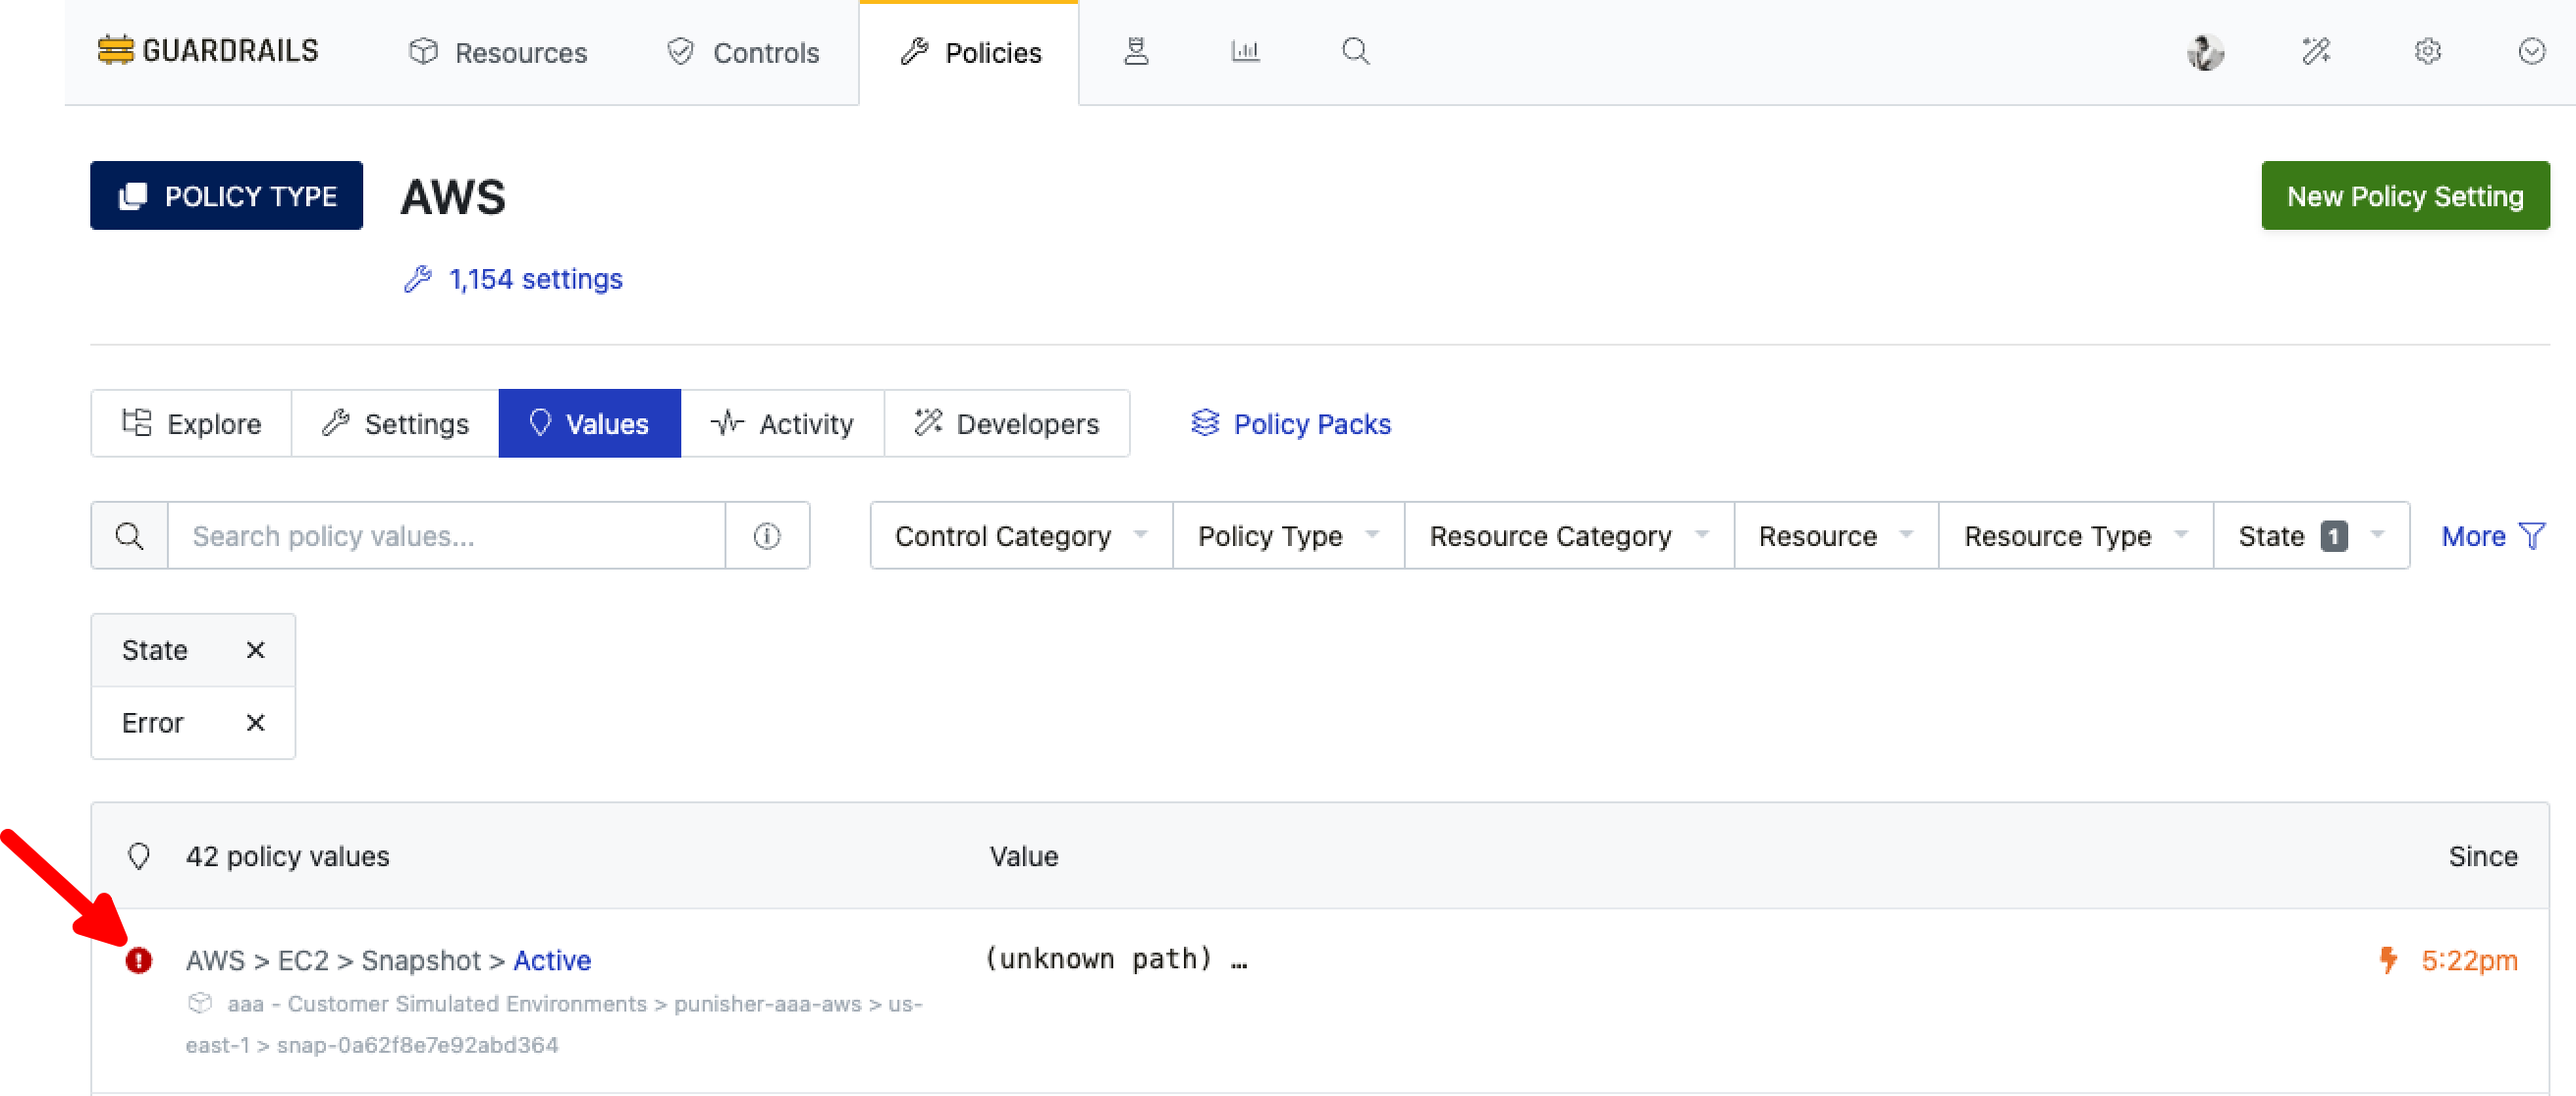 GUARDRAILS Resources Controls Policies
POLICY TYPE AWS New Policy Setting
1,154 settings
Explore Settings Values Activity Developers Policy Packs
Search policy values... Control Category Policy Type Resource Category Resource Resource Type State 1 More
State
Error
42 policy values Value Since
AWS > EC2 > Snapshot > Active (unknown path) … 5:22pm
aaa - Customer Simulated Environments > punisher-aaa-aws > us-
east-1 > snap-0a62f8e7e92abd364